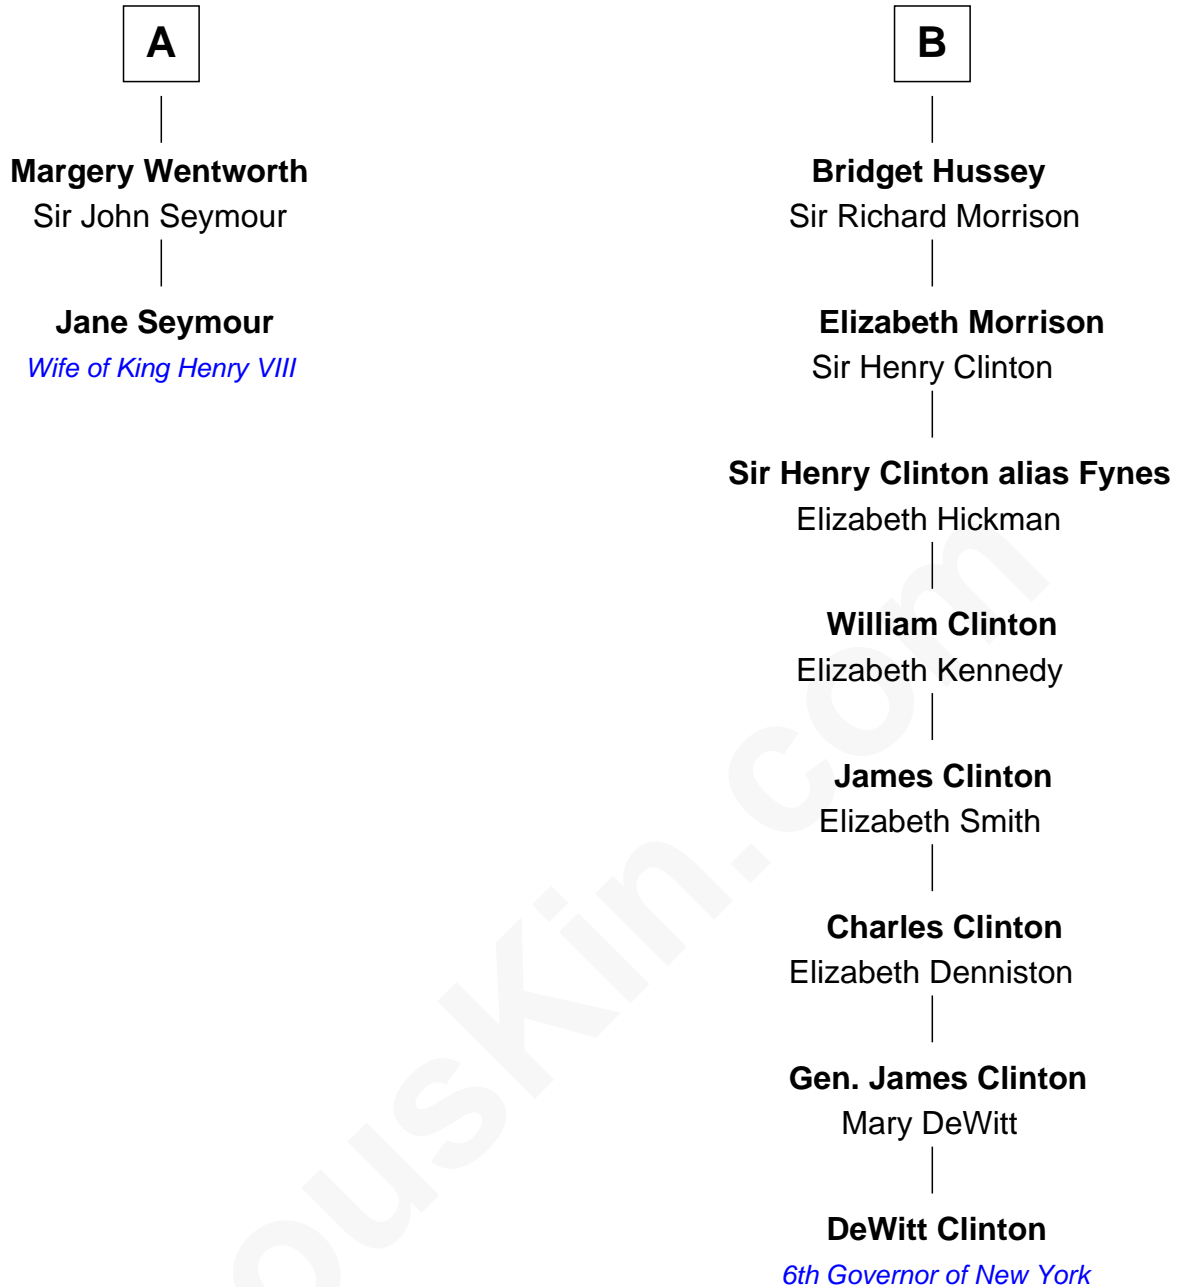 A
Margery Wentworth
Sir John Seymour
Jane Seymour
Wife of King Henry VIII
B
Bridget Hussey
Sir Richard Morrison
Elizabeth Morrison
Sir Henry Clinton
Sir Henry Clinton alias Fynes
Elizabeth Hickman
William Clinton
Elizabeth Kennedy
James Clinton
Elizabeth Smith
Charles Clinton
Elizabeth Denniston
Gen. James Clinton
Mary DeWitt
DeWitt Clinton
6th Governor of New York
ousKin.com